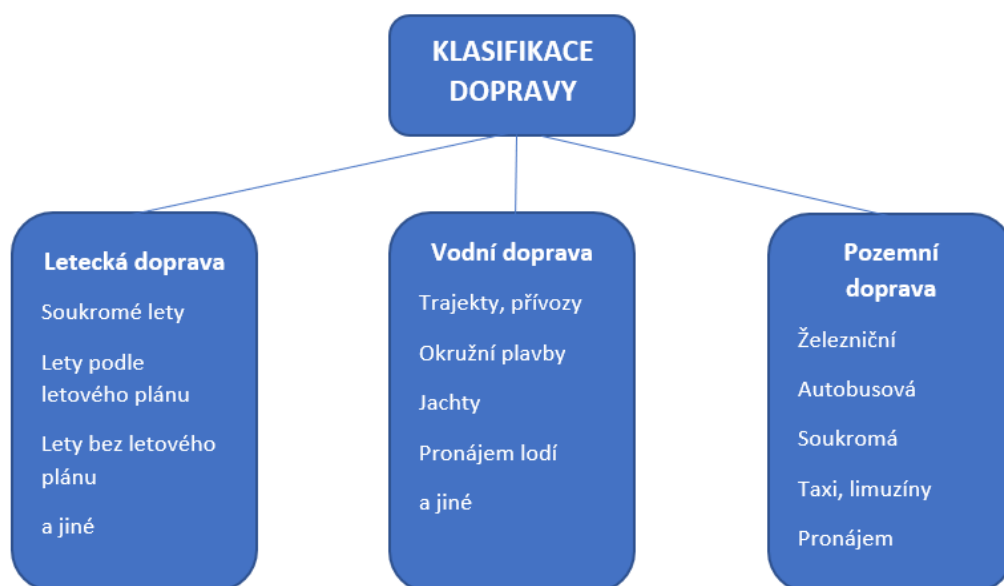 KLASIFIKACE
DOPRAVY
Letecká doprava
Soukromé lety
Lety podle
letového plánu
Lety bez letového
plánu
a jiné
Vodní doprava
Trajekty, přívozy
Okružní plavby
Jachty
Pronájem lodí
a jiné
Pozemní
doprava
Železniční
Autobusová
Soukromá
Taxi, limuzíny
Pronájem